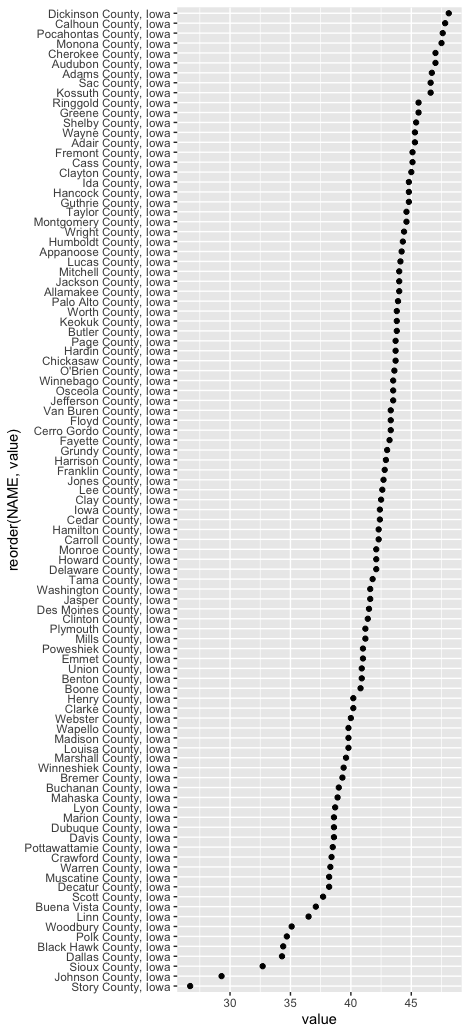 Dickinson County, Iowa
Calhoun County, Iowa
Pocahontas County, Iowa
Monona County, Iowa
Cherokee County, Iowa
Audubon County, Iowa
Adams County, Iowa
Sac County, Iowa
Kossuth County, Iowa
Ringgold County, Iowa
Greene County, Iowa
Shelby County, Iowa
Wayne County, Iowa
Adair County, Iowa
Fremont County, Iowa
Cass County, Iowa
Clayton County, Iowa
Ida County, Iowa
Hancock County, Iowa
Guthrie County, Iowa
Taylor County, Iowa
Montgomery County, Iowa
Wright County, Iowa
Humboldt County, Iowa
Appanoose County, Iowa
Lucas County, Iowa
Mitchell County, Iowa
Jackson County, Iowa
Allamakee County, Iowa
Palo Alto County, Iowa
Worth County, Iowa
Keokuk County, Iowa
Butler County, Iowa
Page County, Iowa
Hardin County, Iowa
Chickasaw County, Iowa
O'Brien County, Iowa
Winnebago County, Iowa
Osceola County, Iowa
Jefferson County, Iowa
Van Buren County, Iowa
Floyd County, Iowa
Cerro Gordo County, Iowa
Fayette County, Iowa
Grundy County, Iowa
Harrison County, Iowa
Franklin County, Iowa
Jones County, Iowa
Lee County, Iowa
Clay County, Iowa
Iowa County, Iowa
Cedar County, Iowa
Hamilton County, Iowa
Carroll County, Iowa
Monroe County, Iowa
Howard County, Iowa
Delaware County, Iowa
Tama County, Iowa
Washington County, Iowa
Jasper County, Iowa
Des Moines County, Iowa
Clinton County, Iowa
Plymouth County, Iowa
Mills County, Iowa
Poweshiek County, Iowa
Emmet County, Iowa
Union County, Iowa
Benton County, Iowa
Boone County, Iowa
Henry County, Iowa
Clarke County, Iowa
Webster County, Iowa
Wapello County, Iowa
Madison County, Iowa
Louisa County, Iowa
Marshall County, Iowa
Winneshiek County, Iowa
Bremer County, Iowa
Buchanan County, Iowa
Mahaska County, Iowa
Lyon County, Iowa
Marion County, Iowa
Dubuque County, Iowa
Davis County, Iowa
Pottawattamie County, Iowa
Crawford County, Iowa
Warren County, Iowa
Muscatine County, Iowa
Decatur County, Iowa
Scott County, Iowa
Buena Vista County, Iowa
Linn County, Iowa
Woodbury County, Iowa
Polk County, Iowa
Black Hawk County, Iowa
Dallas County, Iowa
Sioux County, Iowa
Johnson County, Iowa
Story County, Iowa
reorder(NAME, value)
30 35 40 45
value